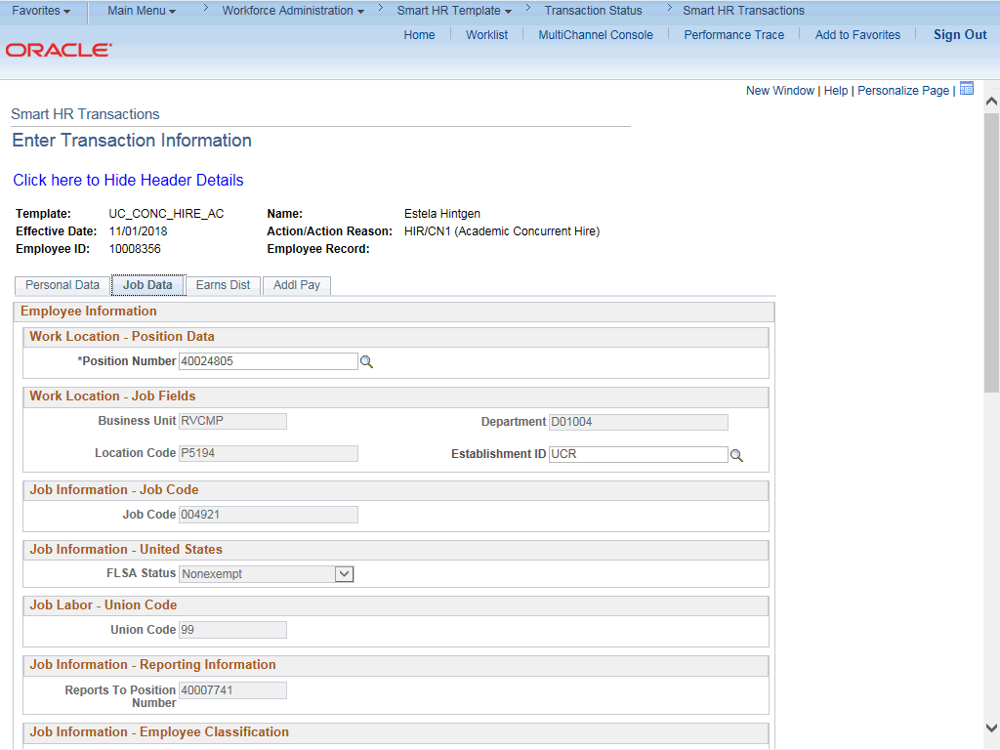 Favorites Main Menu > Workforce Administration > Smart HR Template > Transaction Status > Smart HR Transactions
Home Worklist MultiChannel Console Performance Trace Add to Favorites Sign Out
ORACLE
New Window | Help | Personalize Page |
Smart HR Transactions
Enter Transaction Information
Click here to Hide Header Details
Template: UC_CONC_HIRE_AC Name: Estela Hintgen
Effective Date: 11/01/2018 Action/Action Reason: HIR/CN1 (Academic Concurrent Hire)
Employee ID: 10008356 Employee Record:
Personal Data Job Data Earns Dist Addl Pay
Employee Information
Work Location - Position Data
*Position Number 40024805
Work Location - Job Fields
Business Unit RVCMP Department D01004
Location Code P5194 Establishment ID UCR
Job Information - Job Code
Job Code 004921
Job Information - United States
FLSA Status Nonexempt
Job Labor - Union Code
Union Code 99
Job Information - Reporting Information
Reports To Position 40007741
Number
Job Information - Employee Classification